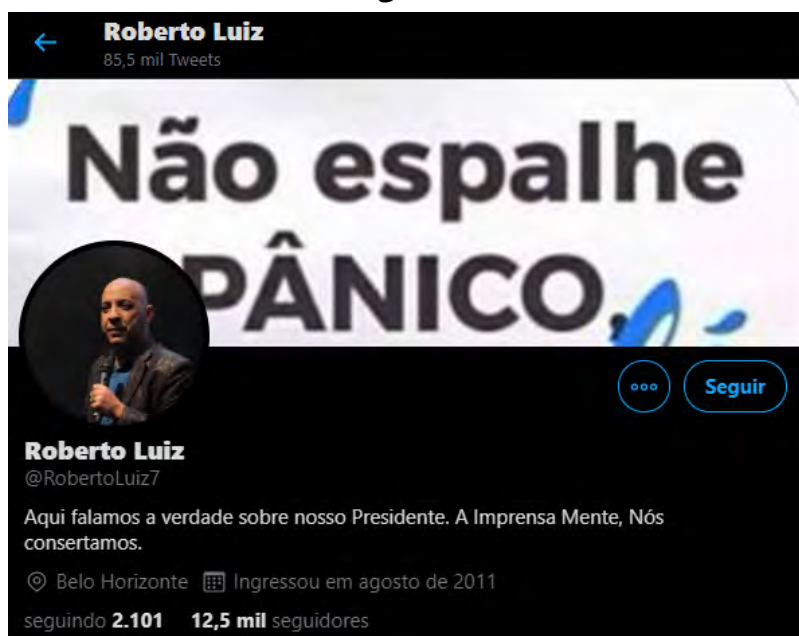 Roberto Luiz
85,5 mil Tweets
Não espalhe
PÂNICO,
Seguir
Roberto Luiz
@RobertoLuiz7
Aqui falamos a verdade sobre nosso Presidente. A Imprensa Mente, Nós
consertamos.
Belo Horizonte Ingressou em agosto de 2011
seguindo 2.101 12,5 mil seguidores